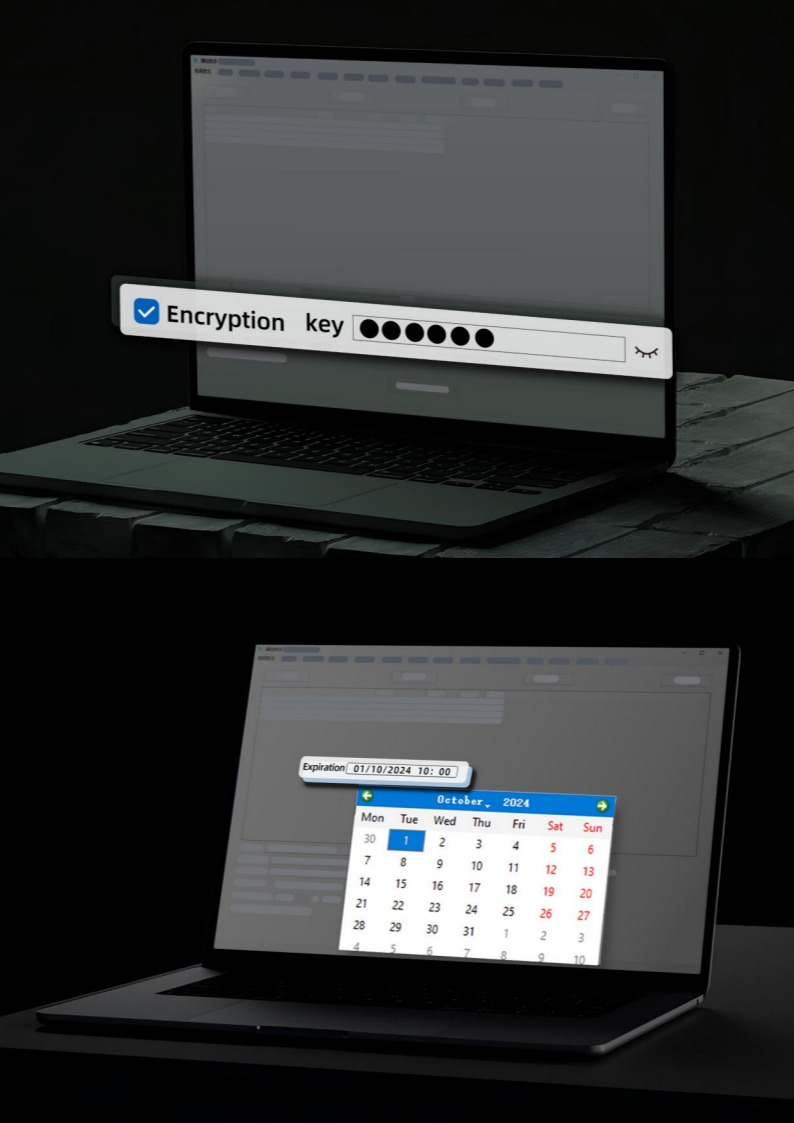 Encryption key ●●●●●●
Expiration 01/10/2024 10: 00
October 2024
Mon Tue Wed Thu Fri Sat Sun
30 1 2 3 4 5 6
7 8 9 10 11 12 13
14 15 16 17 18 19 20
21 22 23 24 25 26 27
28 29 30 31 1 2 3
4 5 6 7 8 9 10